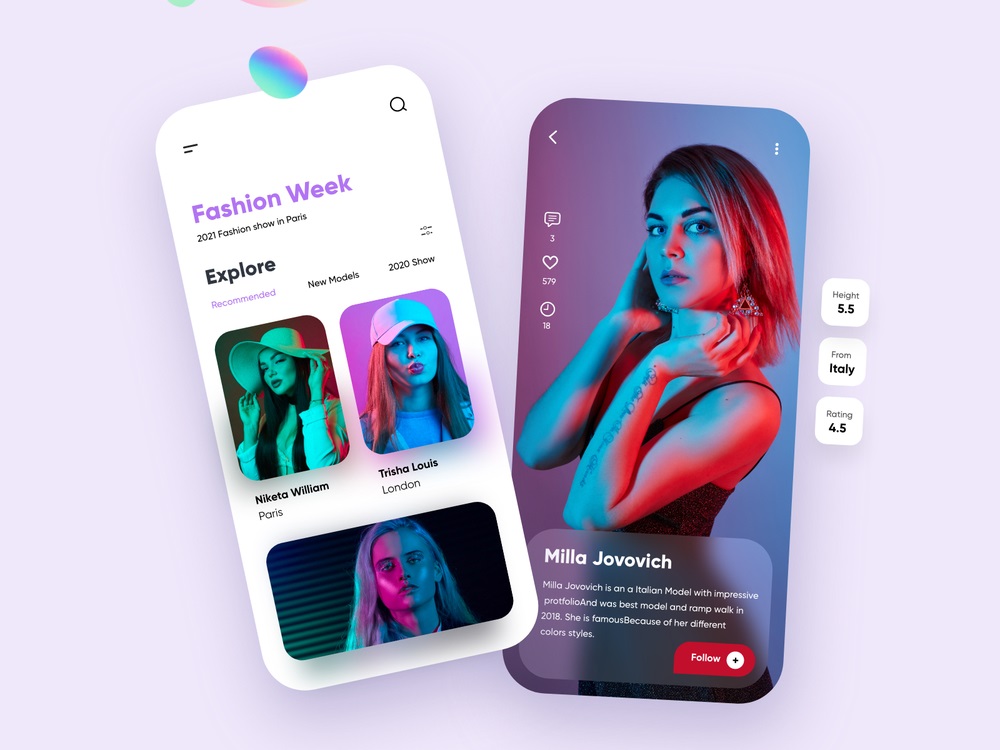 Fashion Week
2021 Fashion show in Paris
Explore
Recommended
New Models
2020 Show
Niketa William
Paris
Trisha Louis
London
3
579
18
Milla Jovovich
Milla Jovovich is an a Italian Model with impressive
protfolioAnd was best model and ramp walk in
2018. She is famousBecause of her different
colors styles.
Follow
Height
5.5
From
Italy
Rating
4.5